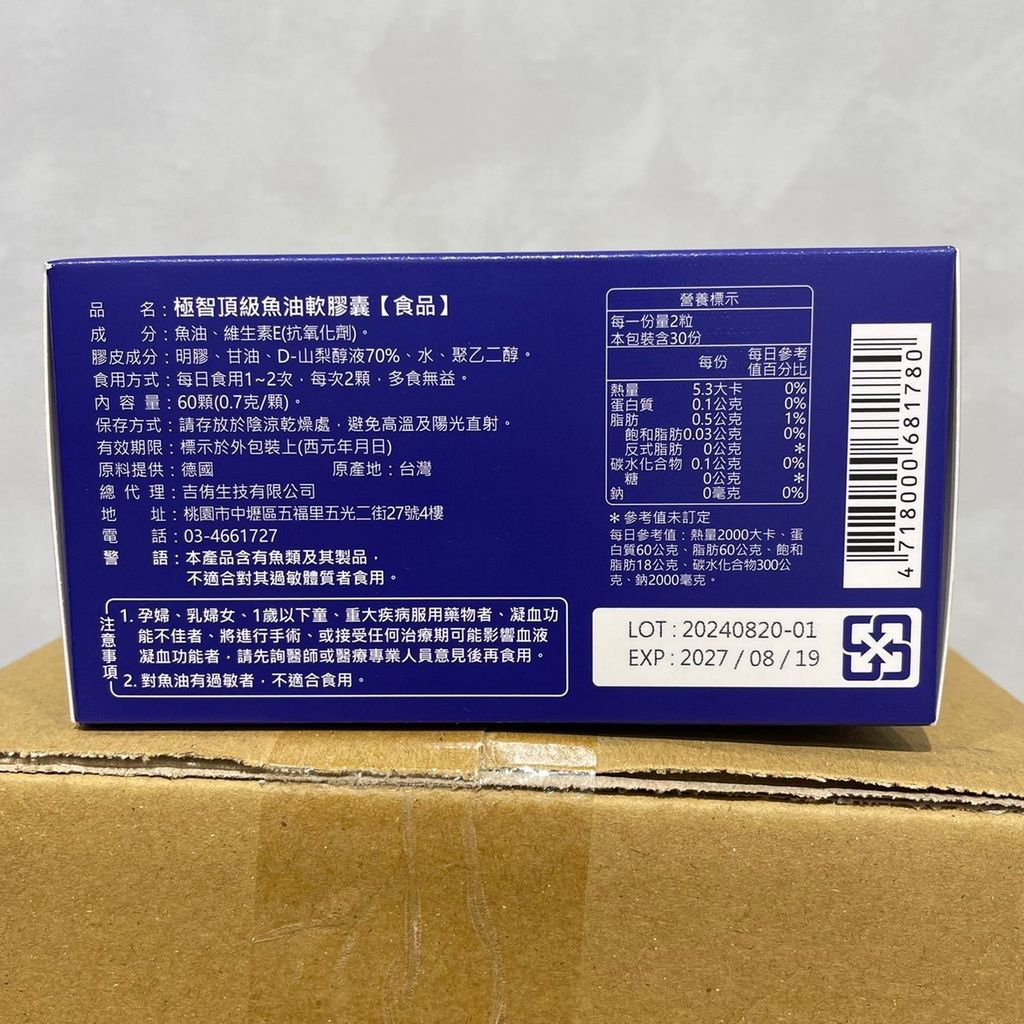 品　　名：極智頂級魚油軟膠囊【食品】
成　　分：魚油、維生素E(抗氧化劑)。
膠皮成分：明膠、甘油、D-山梨醇液70%、水、聚乙二醇。
食用方式：每日食用1~2次，每次2顆，多食無益。
內 容 量：60顆(0.7克/顆)。
保存方式：請存放於陰涼乾燥處，避免高溫及陽光直射。
有效期限：標示於外包裝上(西元年月日)
原料提供：德國　　原產地：台灣
總 代 理：吉侑生技有限公司
地　　址：桃園市中壢區五福里五光二街27號4樓
電　　話：03-4661727
警　　語：本產品含有魚類及其製品，
不適合對其過敏體質者食用。
注意事項
1. 孕婦、乳婦女、1歲以下童、重大疾病服用藥物者、凝血功
能不佳者、將進行手術、或接受任何治療期可能影響血液
凝血功能者，請先詢醫師或醫療專業人員意見後再食用。
2. 對魚油有過敏者，不適合食用。
營養標示
每一份量2粒
本包裝含30份
每份　每日參考
值百分比
熱量　5.3大卡　0%
蛋白質　0.1公克　0%
脂肪　0.5公克　1%
飽和脂肪0.03公克　0%
反式脂肪　0公克　*
碳水化合物　0.1公克　0%
糖　0公克　*
鈉　0毫克　0%
*參考值未訂定
每日參考值：熱量2000大卡、蛋
白質60公克、脂肪60公克、飽和
脂肪18公克、碳水化合物300公
克、鈉2000毫克。
4 718000 681780
LOT : 20240820-01
EXP : 2027 / 08 / 19